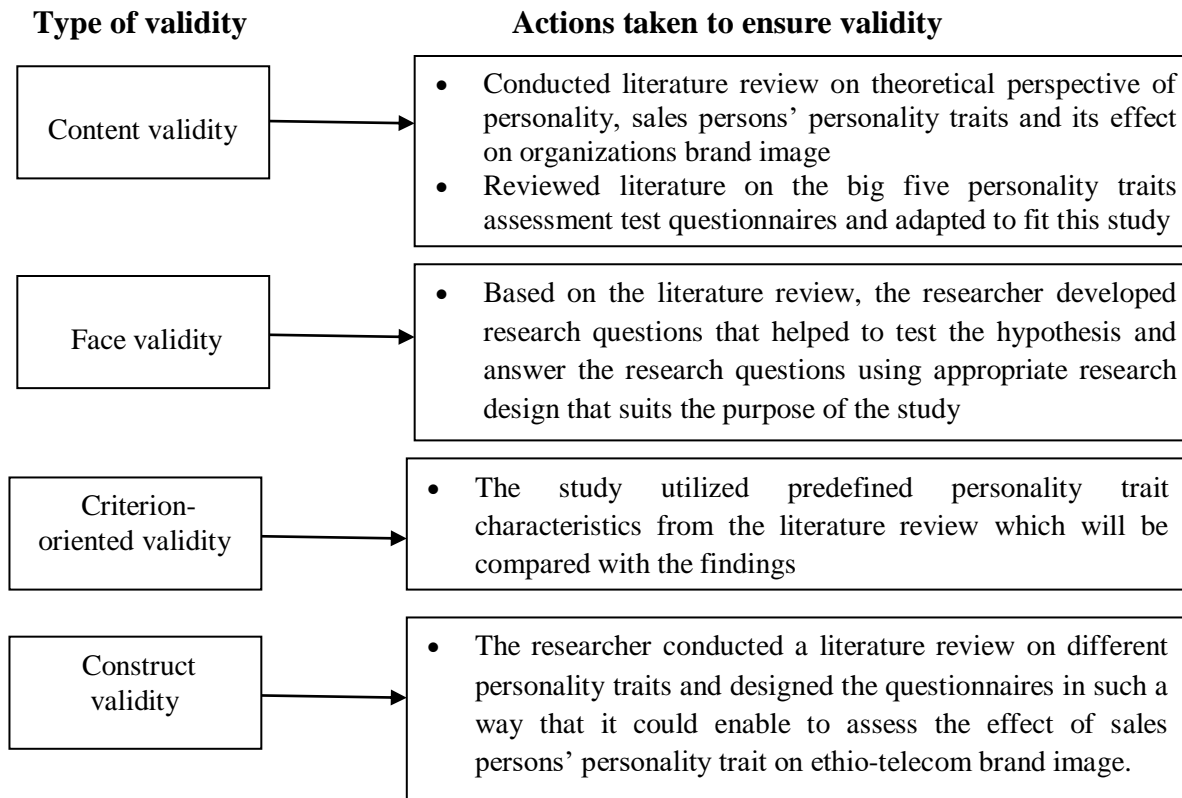 Type of validity
Actions taken to ensure validity
Content validity
• Conducted literature review on theoretical perspective of
personality, sales persons’ personality traits and its effect
on organizations brand image
• Reviewed literature on the big five personality traits
assessment test questionnaires and adapted to fit this study
Face validity
• Based on the literature review, the researcher developed
research questions that helped to test the hypothesis and
answer the research questions using appropriate research
design that suits the purpose of the study
Criterion-
oriented validity
• The study utilized predefined personality trait
characteristics from the literature review which will be
compared with the findings
Construct
validity
• The researcher conducted a literature review on different
personality traits and designed the questionnaires in such a
way that it could enable to assess the effect of sales
persons’ personality trait on ethio-telecom brand image.